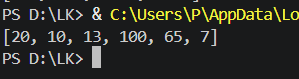 PS D:\LK> & C:\Users\P\AppData\Lo
[20, 10, 13, 100, 65, 7]
PS D:\LK>